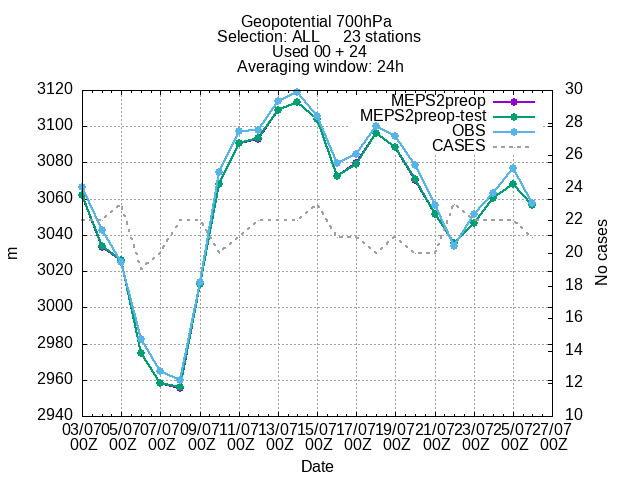 Geopotential 700hPa
Selection: ALL 23 stations
Used 00 + 24
Averaging window: 24h
3120 30
MEPS2preop
3100 28
MEPS2preop-test
OBS
CASES
3080 26
3060 24
3040 22
3020 20
3000 18
2980 14
2960 12
2940 10
m
No cases
16
03/07 05/07 07/07 09/07 11/07 13/07 15/07 17/07 19/07 21/07 23/07 25/07 27/07
00Z 00Z 00Z 00Z 00Z 00Z 00Z 00Z 00Z 00Z 00Z 00Z 00Z
Date